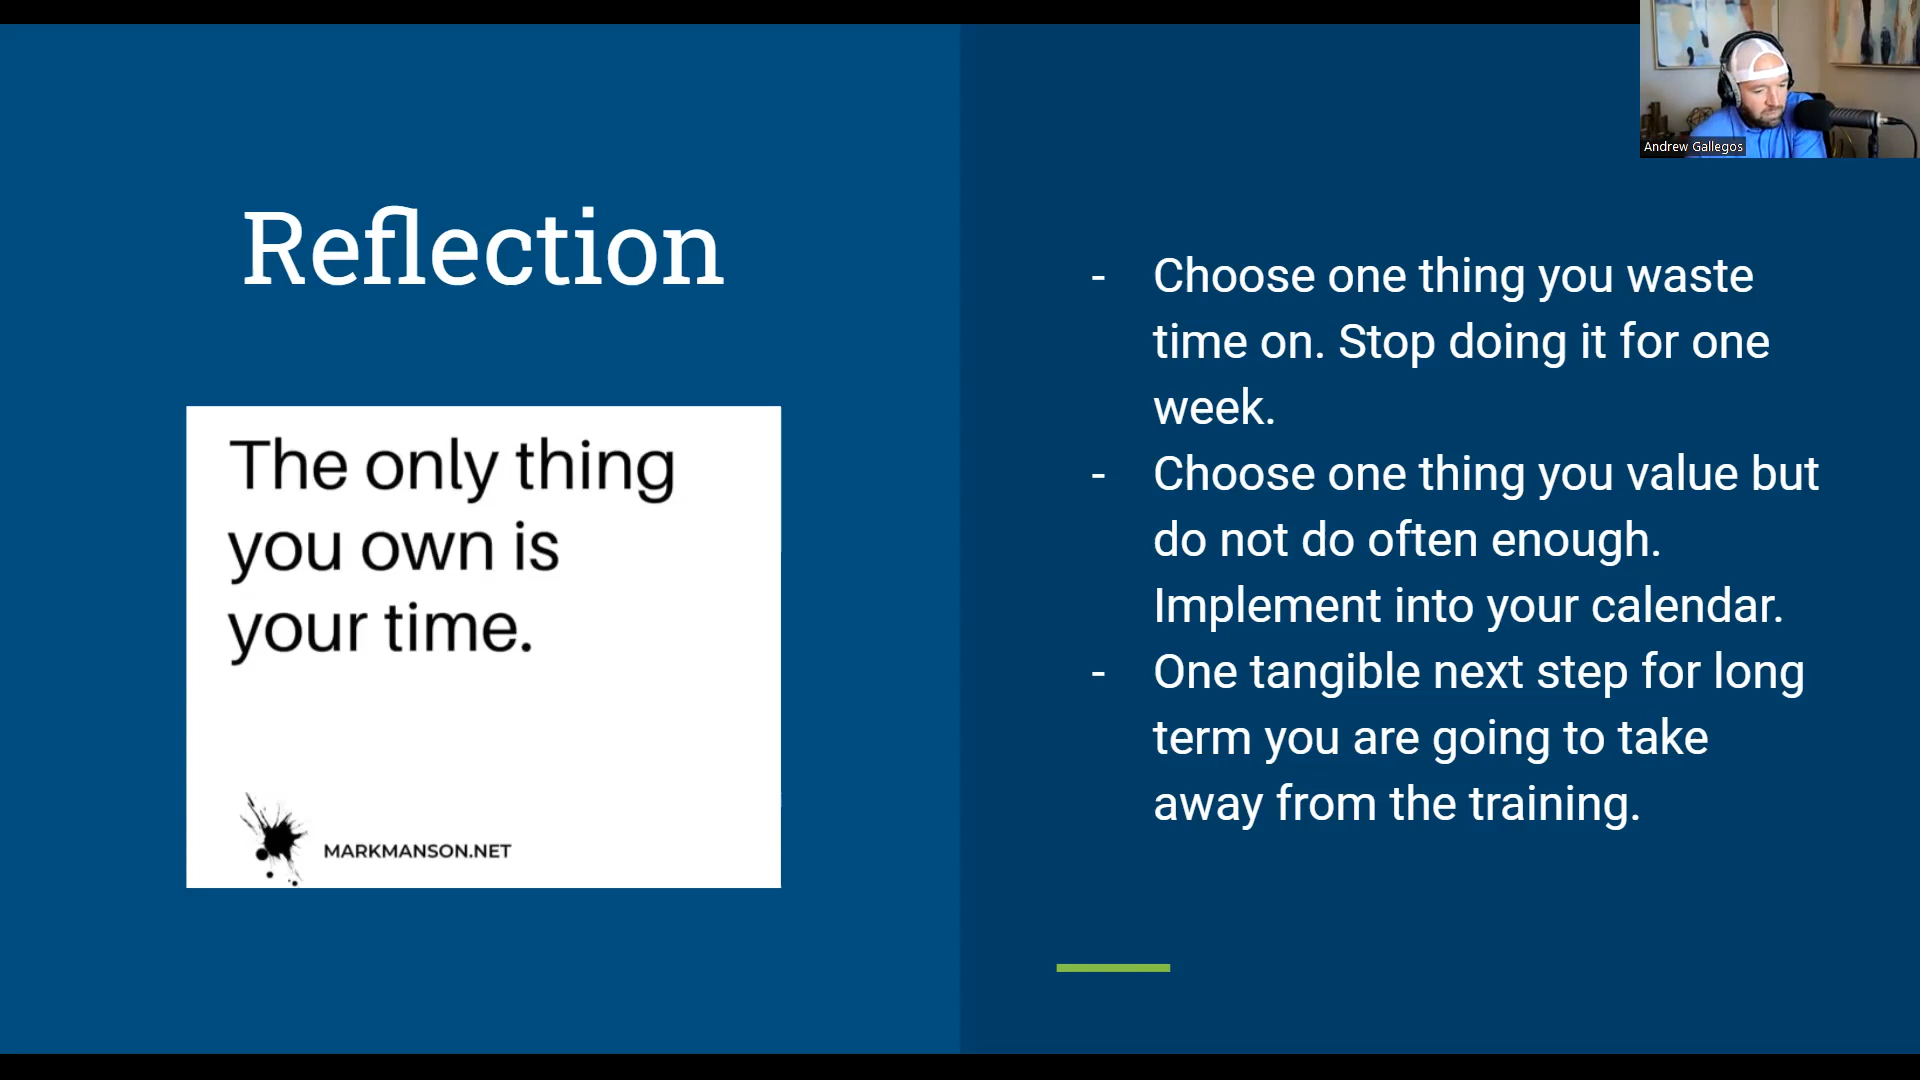 Reflection
The only thing
you own is
your time.
MARKMANSON.NET
- Choose one thing you waste
time on. Stop doing it for one
week.
- Choose one thing you value but
do not do often enough.
Implement into your calendar.
- One tangible next step for long
term you are going to take
away from the training.
Andrew Gallegos